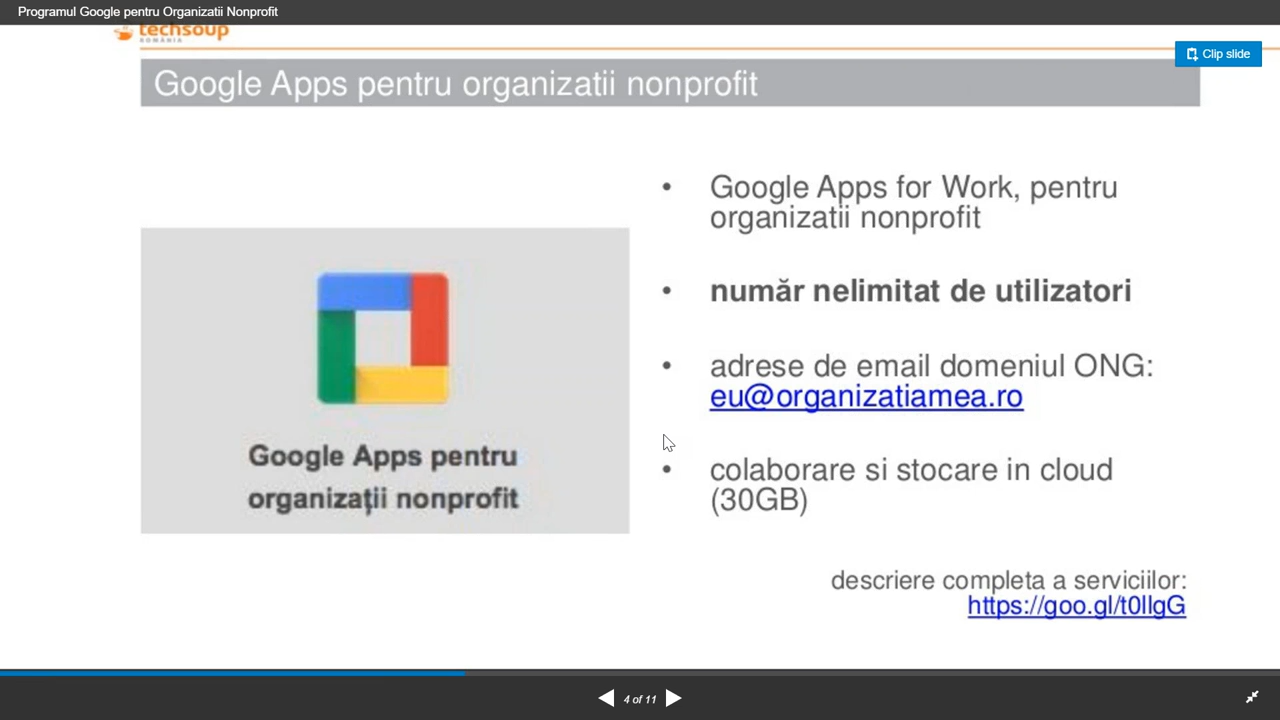 Programul Google pentru Organizatii Nonprofit
techsoup
ROMÂNIA
Clip slide
Google Apps pentru organizatii nonprofit
• Google Apps for Work, pentru
organizatii nonprofit
• număr nelimitat de utilizatori
• adrese de email domeniul ONG:
eu@organizatiamea.ro
• colaborare si stocare in cloud
(30GB)
Google Apps pentru
organizații nonprofit
descriere completa a serviciilor:
https://goo.gl/t0llgG
4 of 11